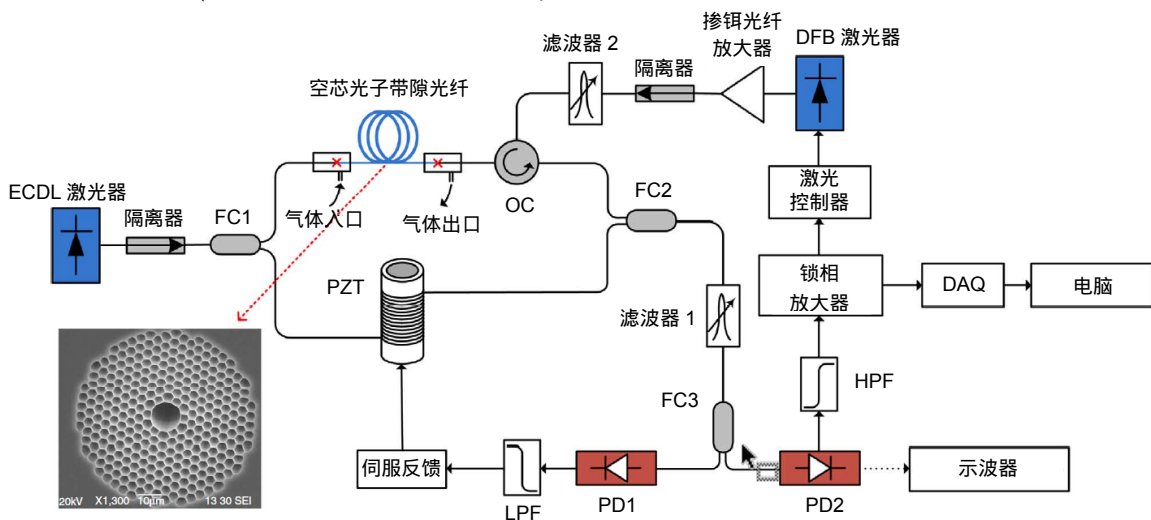 掺铒光纤
放大器
DFB 激光器
滤波器 2
隔离器
空芯光子带隙光纤
ECDL 激光器
隔离器
FC1
气体入口
气体出口
OC
FC2
激光
控制器
PZT
锁相
放大器
DAQ
电脑
滤波器 1
HPF
FC3
伺服反馈
LPF
PD1
PD2
示波器
20kV X1,300 10μm 13 30 SEI